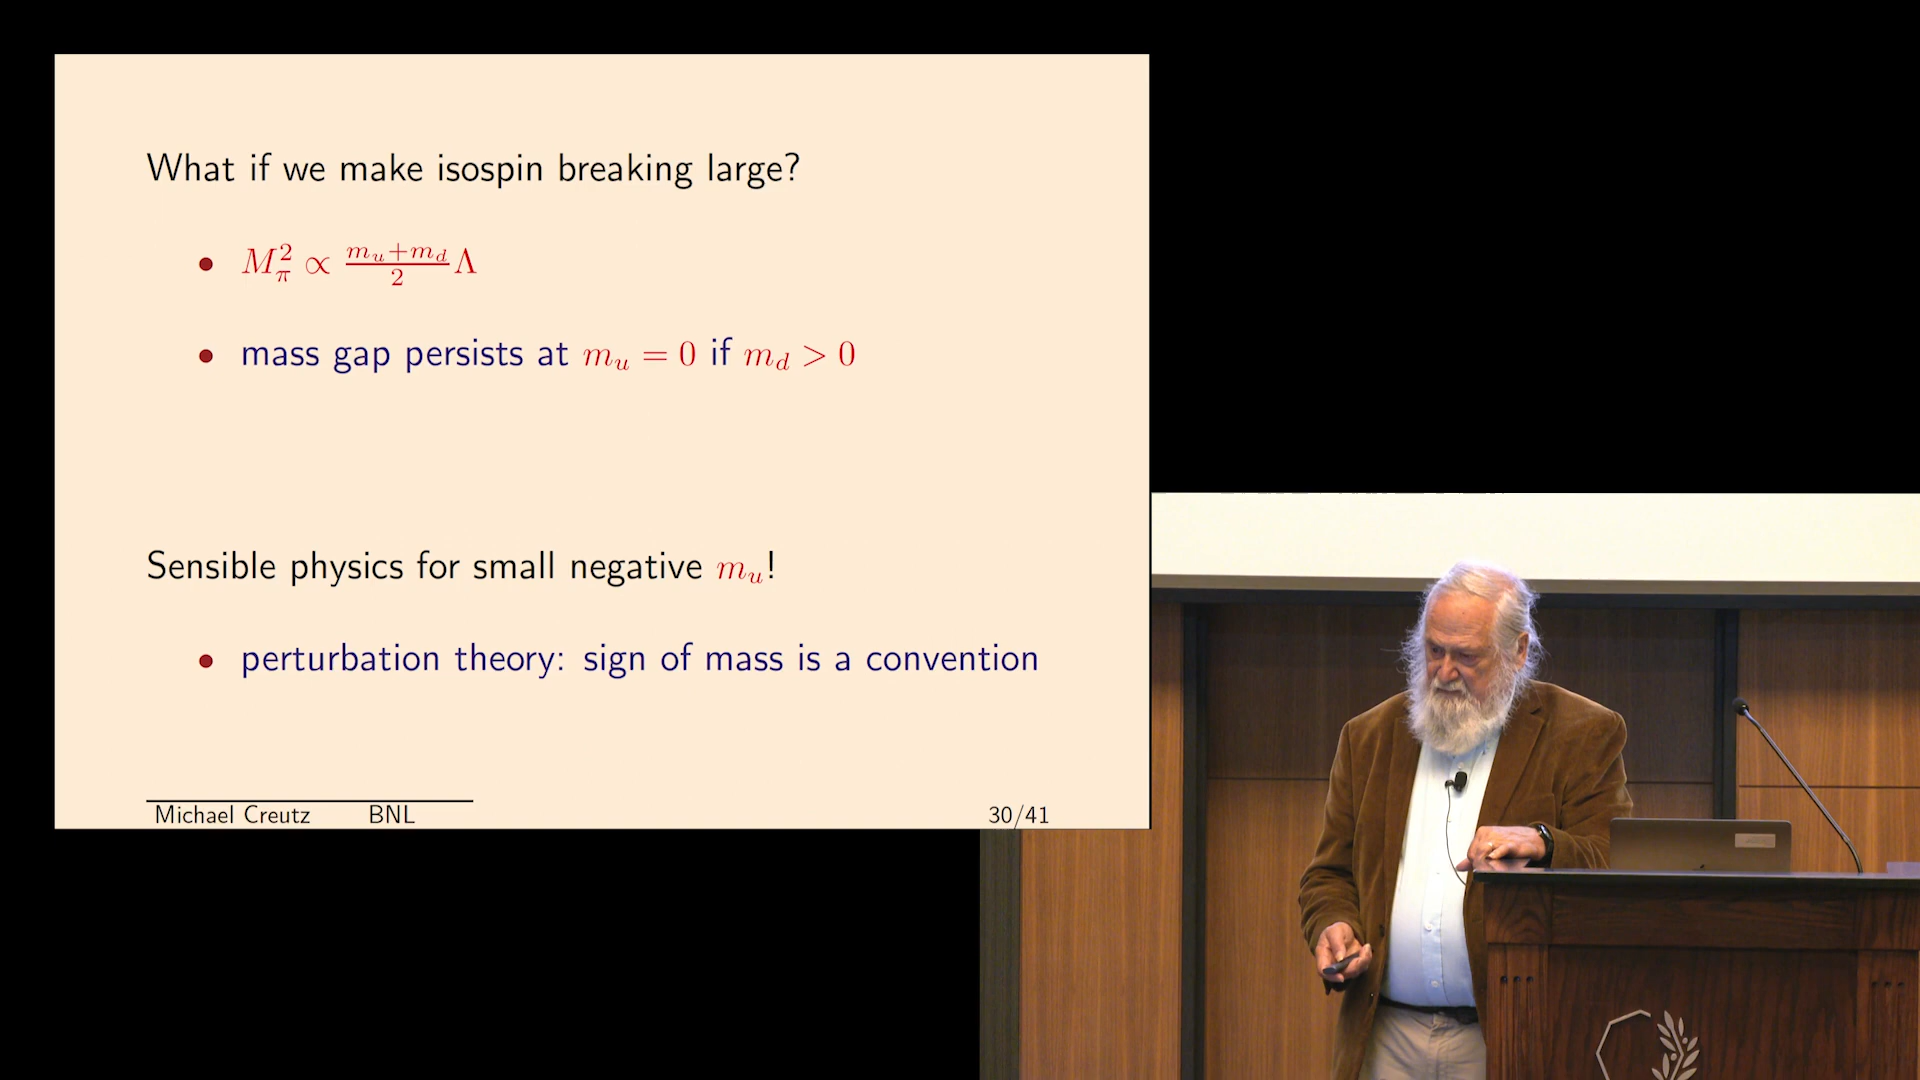 What if we make isospin breaking large?
• $M_\pi^2 \propto \frac{m_u+m_d}{2}\Lambda$
• mass gap persists at $m_u = 0$ if $m_d > 0$
Sensible physics for small negative $m_u$!
• perturbation theory: sign of mass is a convention
Michael Creutz BNL 30/41